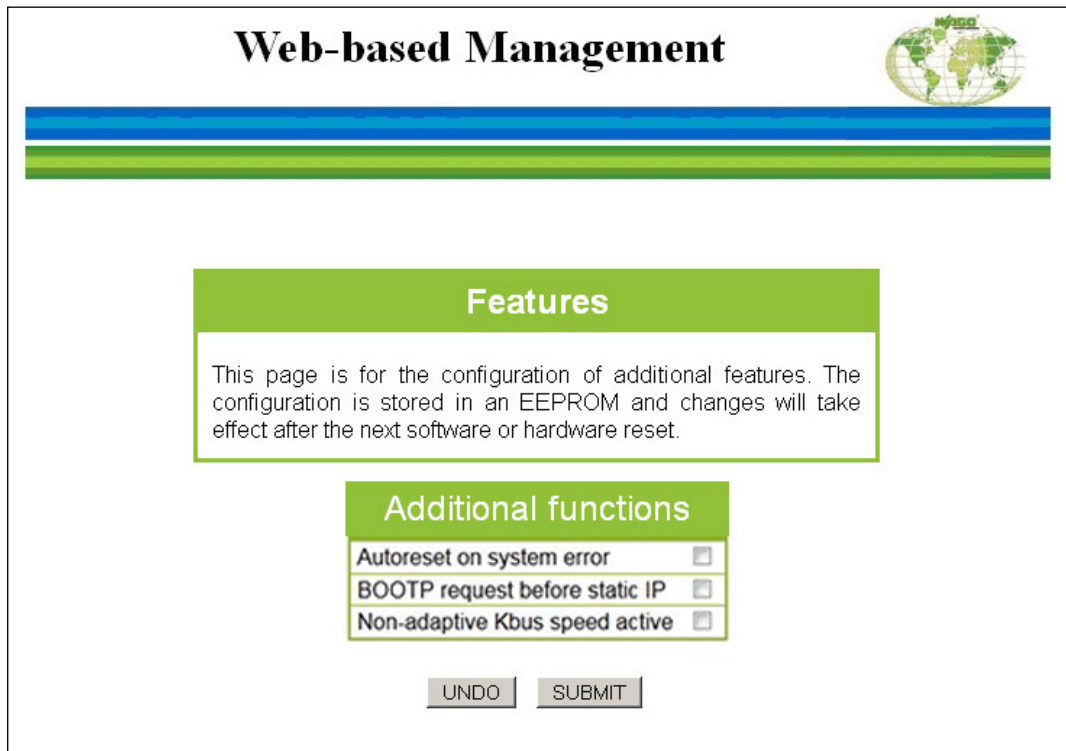 Web-based Management
WAGO
Features
This page is for the configuration of additional features. The
configuration is stored in an EEPROM and changes will take
effect after the next software or hardware reset.
Additional functions
Autoreset on system error
BOOTP request before static IP
Non-adaptive Kbus speed active
UNDO SUBMIT